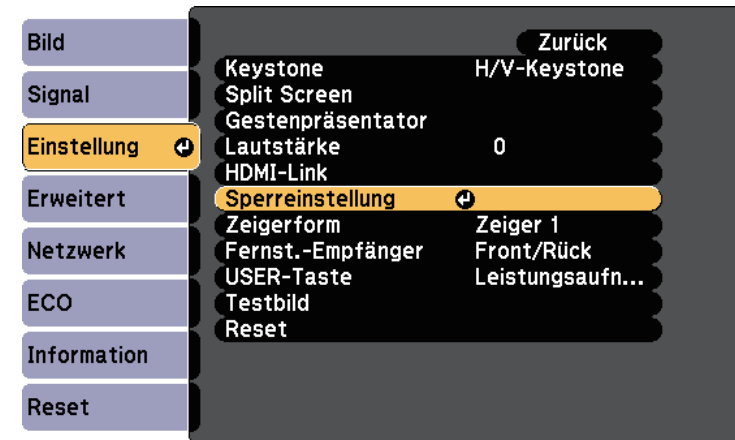 Bild
Signal
Einstellung
Erweitert
Netzwerk
ECO
Information
Reset
Zurück
Keystone H/V-Keystone
Split Screen
Gestenpräsentator
Lautstärke 0
HDMI-Link
Sperreinstellung
Zeigerform Zeiger 1
Fernst.-Empfänger Front/Rück
USER-Taste Leistungsaufn...
Testbild
Reset